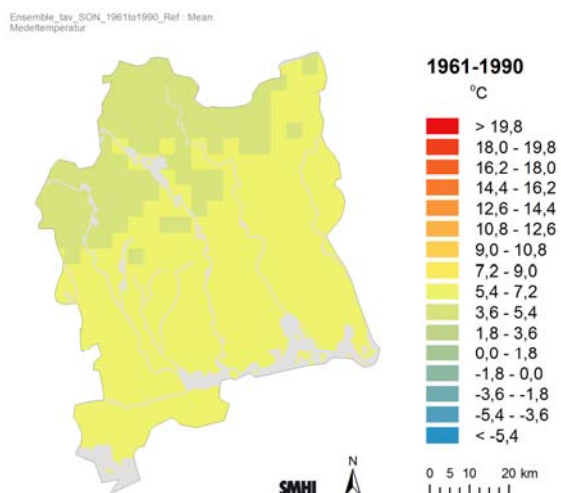 Ensemble_tav_SON_1961to1990_Ref : Mean
Medeltemperatur
1961-1990
°C
> 19,8
18,0 - 19,8
16,2 - 18,0
14,4 - 16,2
12,6 - 14,4
10,8 - 12,6
9,0 - 10,8
7,2 - 9,0
5,4 - 7,2
3,6 - 5,4
1,8 - 3,6
0,0 - 1,8
-1,8 - 0,0
-3,6 - -1,8
-5,4 - -3,6
< -5,4
N
SMHI
0 5 10 20 km